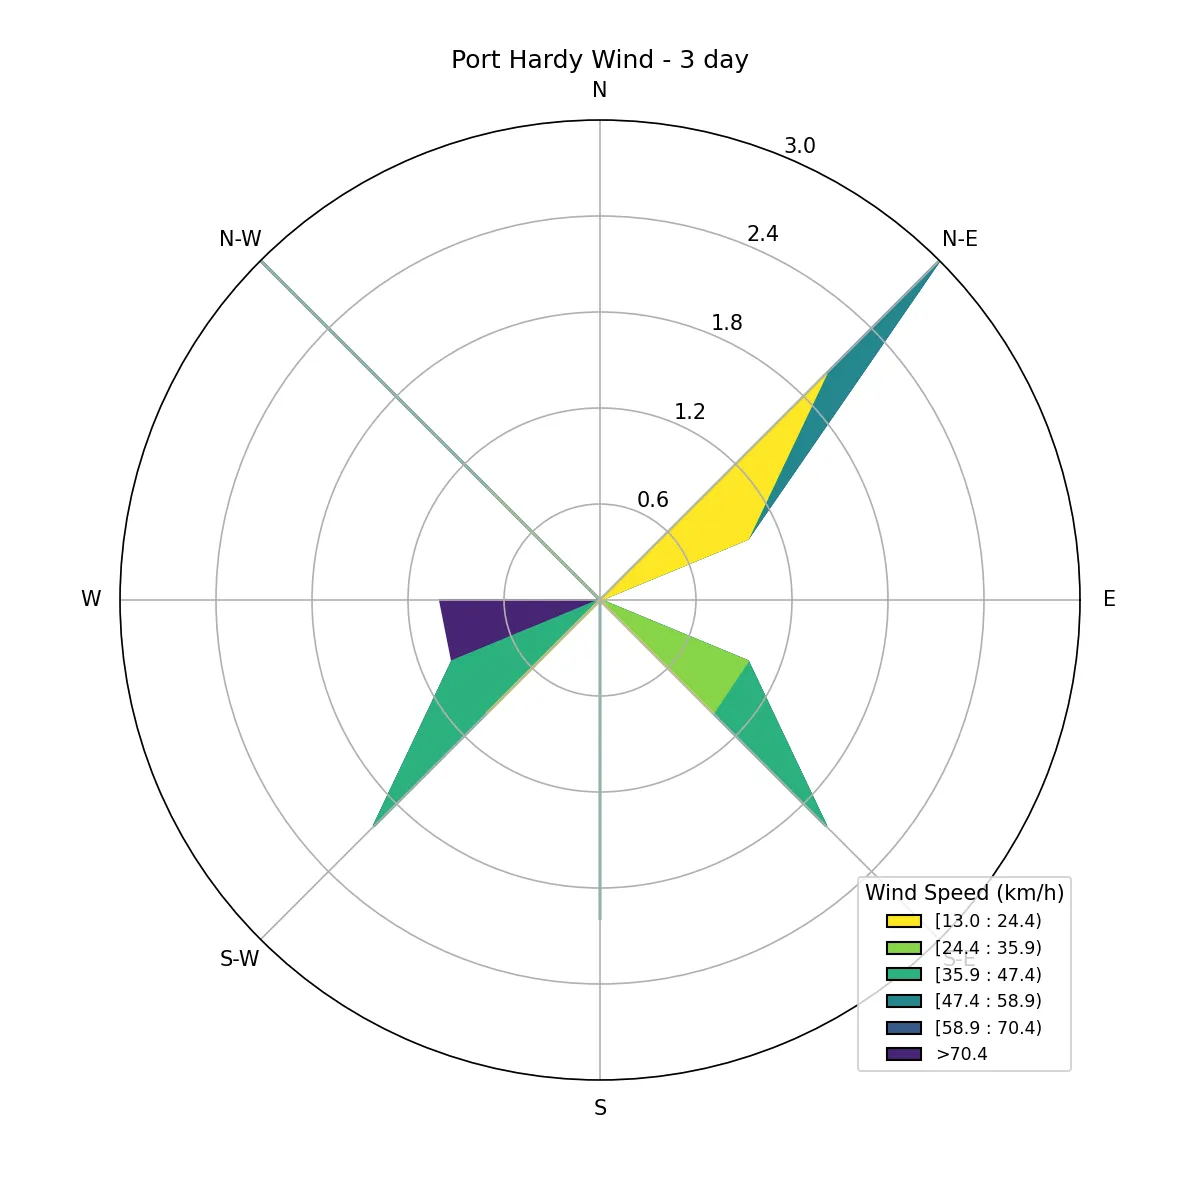 Port Hardy Wind - 3 day
N
3.0
N-W
N-E
2.4
1.8
1.2
0.6
W
E
Wind Speed (km/h)
[13.0 : 24.4)
[24.4 : 35.9)
S-W
S-E
[35.9 : 47.4)
[47.4 : 58.9)
[58.9 : 70.4)
>70.4
S